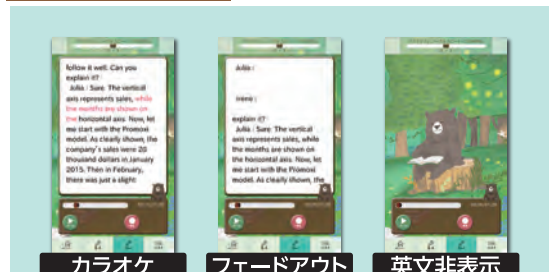 follow it well. Can you
explain it?
Julia : Sure. The vertical
axis represents sales, while
the months are shown on
the horizontal axis. Now, let
me start with the Promoxi
model. As clearly shown, the
company's sales were 20
thousand dollars in January
2015. Then in February,
there was just a slight
カラオケ
Julia :
Irene :
explain it?
Julia : Sure. The vertical
axis represents sales, while
the months are shown on
the horizontal axis. Now, let
me start with the Promoxi
model. As clearly shown, the
フェードアウト
英文非表示